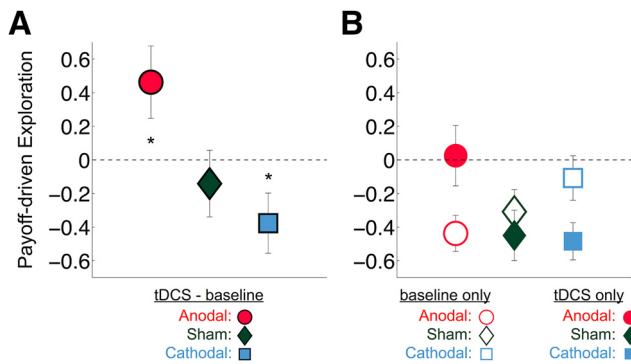 A
B
Payoff-driven Exploration
0.6
0.4
0.2
0
-0.2
-0.4
-0.6
*
*
tDCS - baseline
Anodal:
Sham:
Cathodal:
0.6
0.4
0.2
0
-0.2
-0.4
-0.6
baseline only
Anodal:
Sham:
Cathodal:
tDCS only
Anodal:
Sham:
Cathodal: